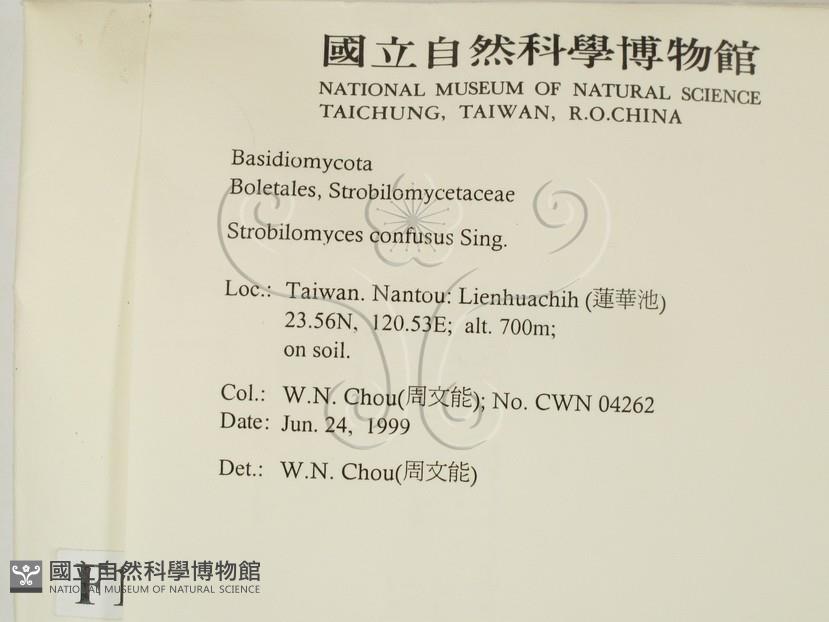 國立自然科學博物館
NATIONAL MUSEUM OF NATURAL SCIENCE
TAICHUNG, TAIWAN, R.O.CHINA
Basidiomycota
Boletales, Strobilomycetaceae
Strobilomyces confusus Sing.
Loc.: Taiwan. Nantou: Lienhuachih (蓮華池)
23.56N, 120.53E; alt. 700m;
on soil.
Col.: W.N. Chou(周文能); No. CWN 04262
Date: Jun. 24, 1999
Det.: W.N. Chou(周文能)
國立自然科學博物館
NATIONAL MUSEUM OF NATURAL SCIENCE